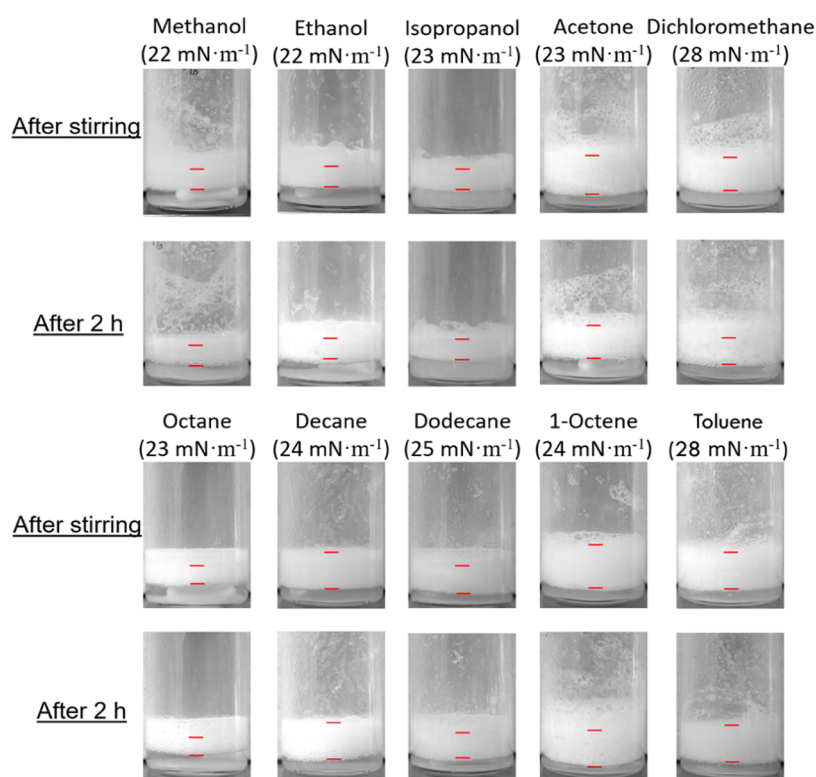 Methanol Ethanol Isopropanol Acetone Dichloromethane
(22 mN·m⁻¹) (22 mN·m⁻¹) (23 mN·m⁻¹) (23 mN·m⁻¹) (28 mN·m⁻¹)
After stirring
After 2 h
Octane Decane Dodecane 1-Octene Toluene
(23 mN·m⁻¹) (24 mN·m⁻¹) (25 mN·m⁻¹) (24 mN·m⁻¹) (28 mN·m⁻¹)
After stirring
After 2 h